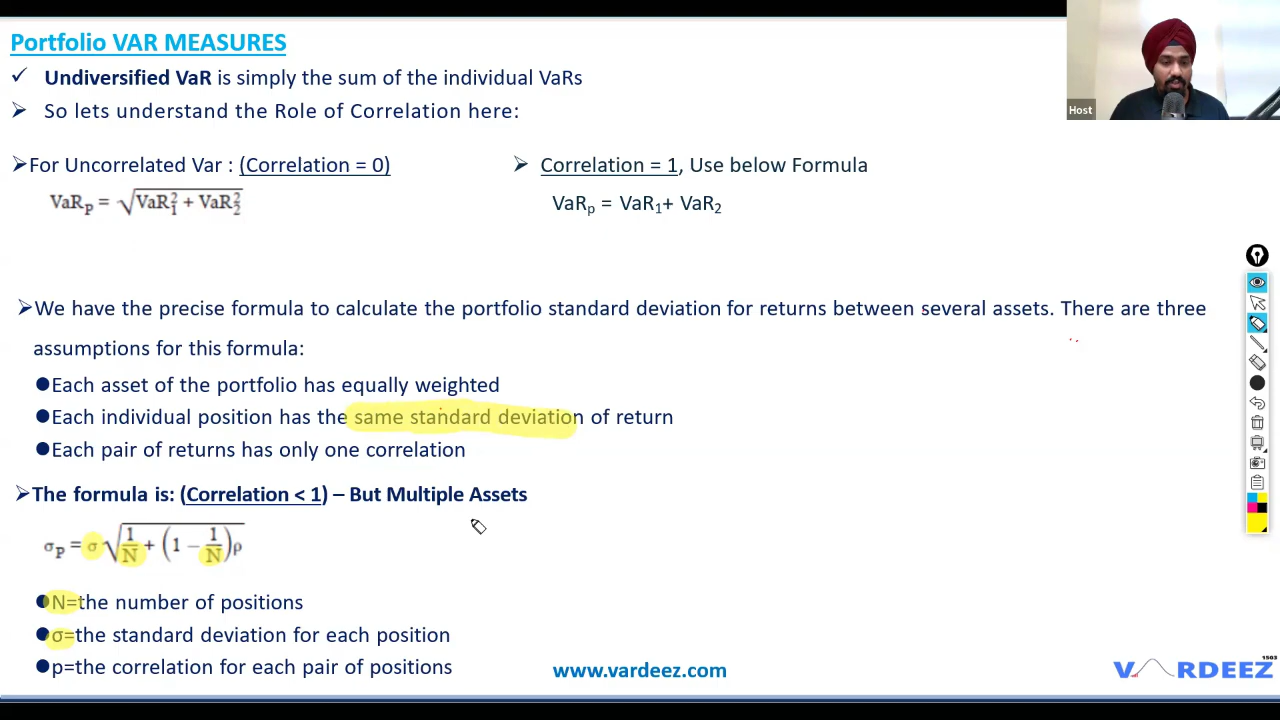 Portfolio VAR MEASURES
✓ Undiversified VaR is simply the sum of the individual VaRs
➢ So lets understand the Role of Correlation here:
Host
➢For Uncorrelated Var : (Correlation = 0)
VaRₚ = √(VaR₁² + VaR₂²)
➢ Correlation = 1, Use below Formula
VaRₚ = VaR₁+ VaR₂
➢We have the precise formula to calculate the portfolio standard deviation for returns between several assets. There are three
assumptions for this formula:
●Each asset of the portfolio has equally weighted
●Each individual position has the same standard deviation of return
●Each pair of returns has only one correlation
➢The formula is: (Correlation < 1) – But Multiple Assets
σₚ = σ√(1/N + (1 − 1/N)ρ)
●N=the number of positions
●σ=the standard deviation for each position
●p=the correlation for each pair of positions
www.vardeez.com
VARDEEZ
1503